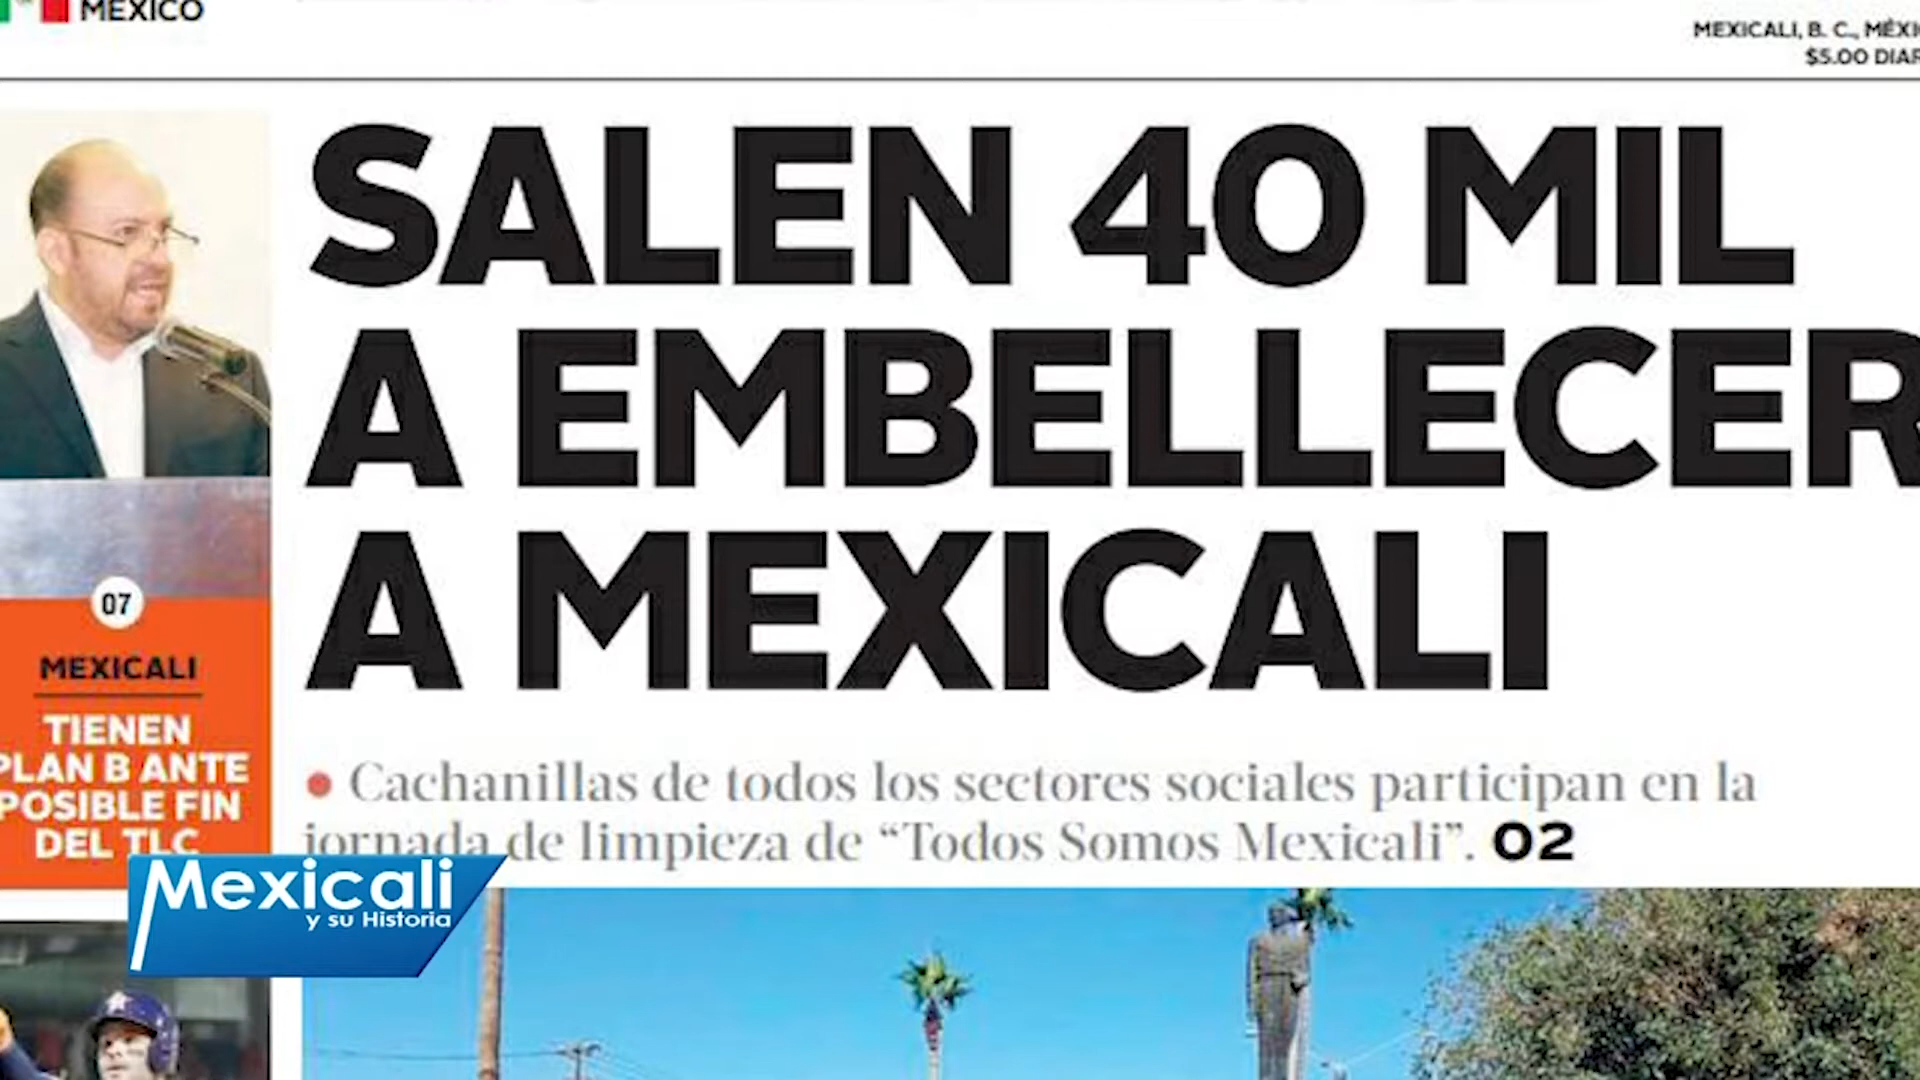 MÉXICO
MEXICALI, B. C., MÉXI
$5.00 DIAR
SALEN 40 MIL
A EMBELLECER
A MEXICALI
• Cachanillas de todos los sectores sociales participan en la
jornada de limpieza de “Todos Somos Mexicali”. 02
07
MEXICALI
TIENEN
PLAN B ANTE
POSIBLE FIN
DEL TLC
Mexicali
y su Historia